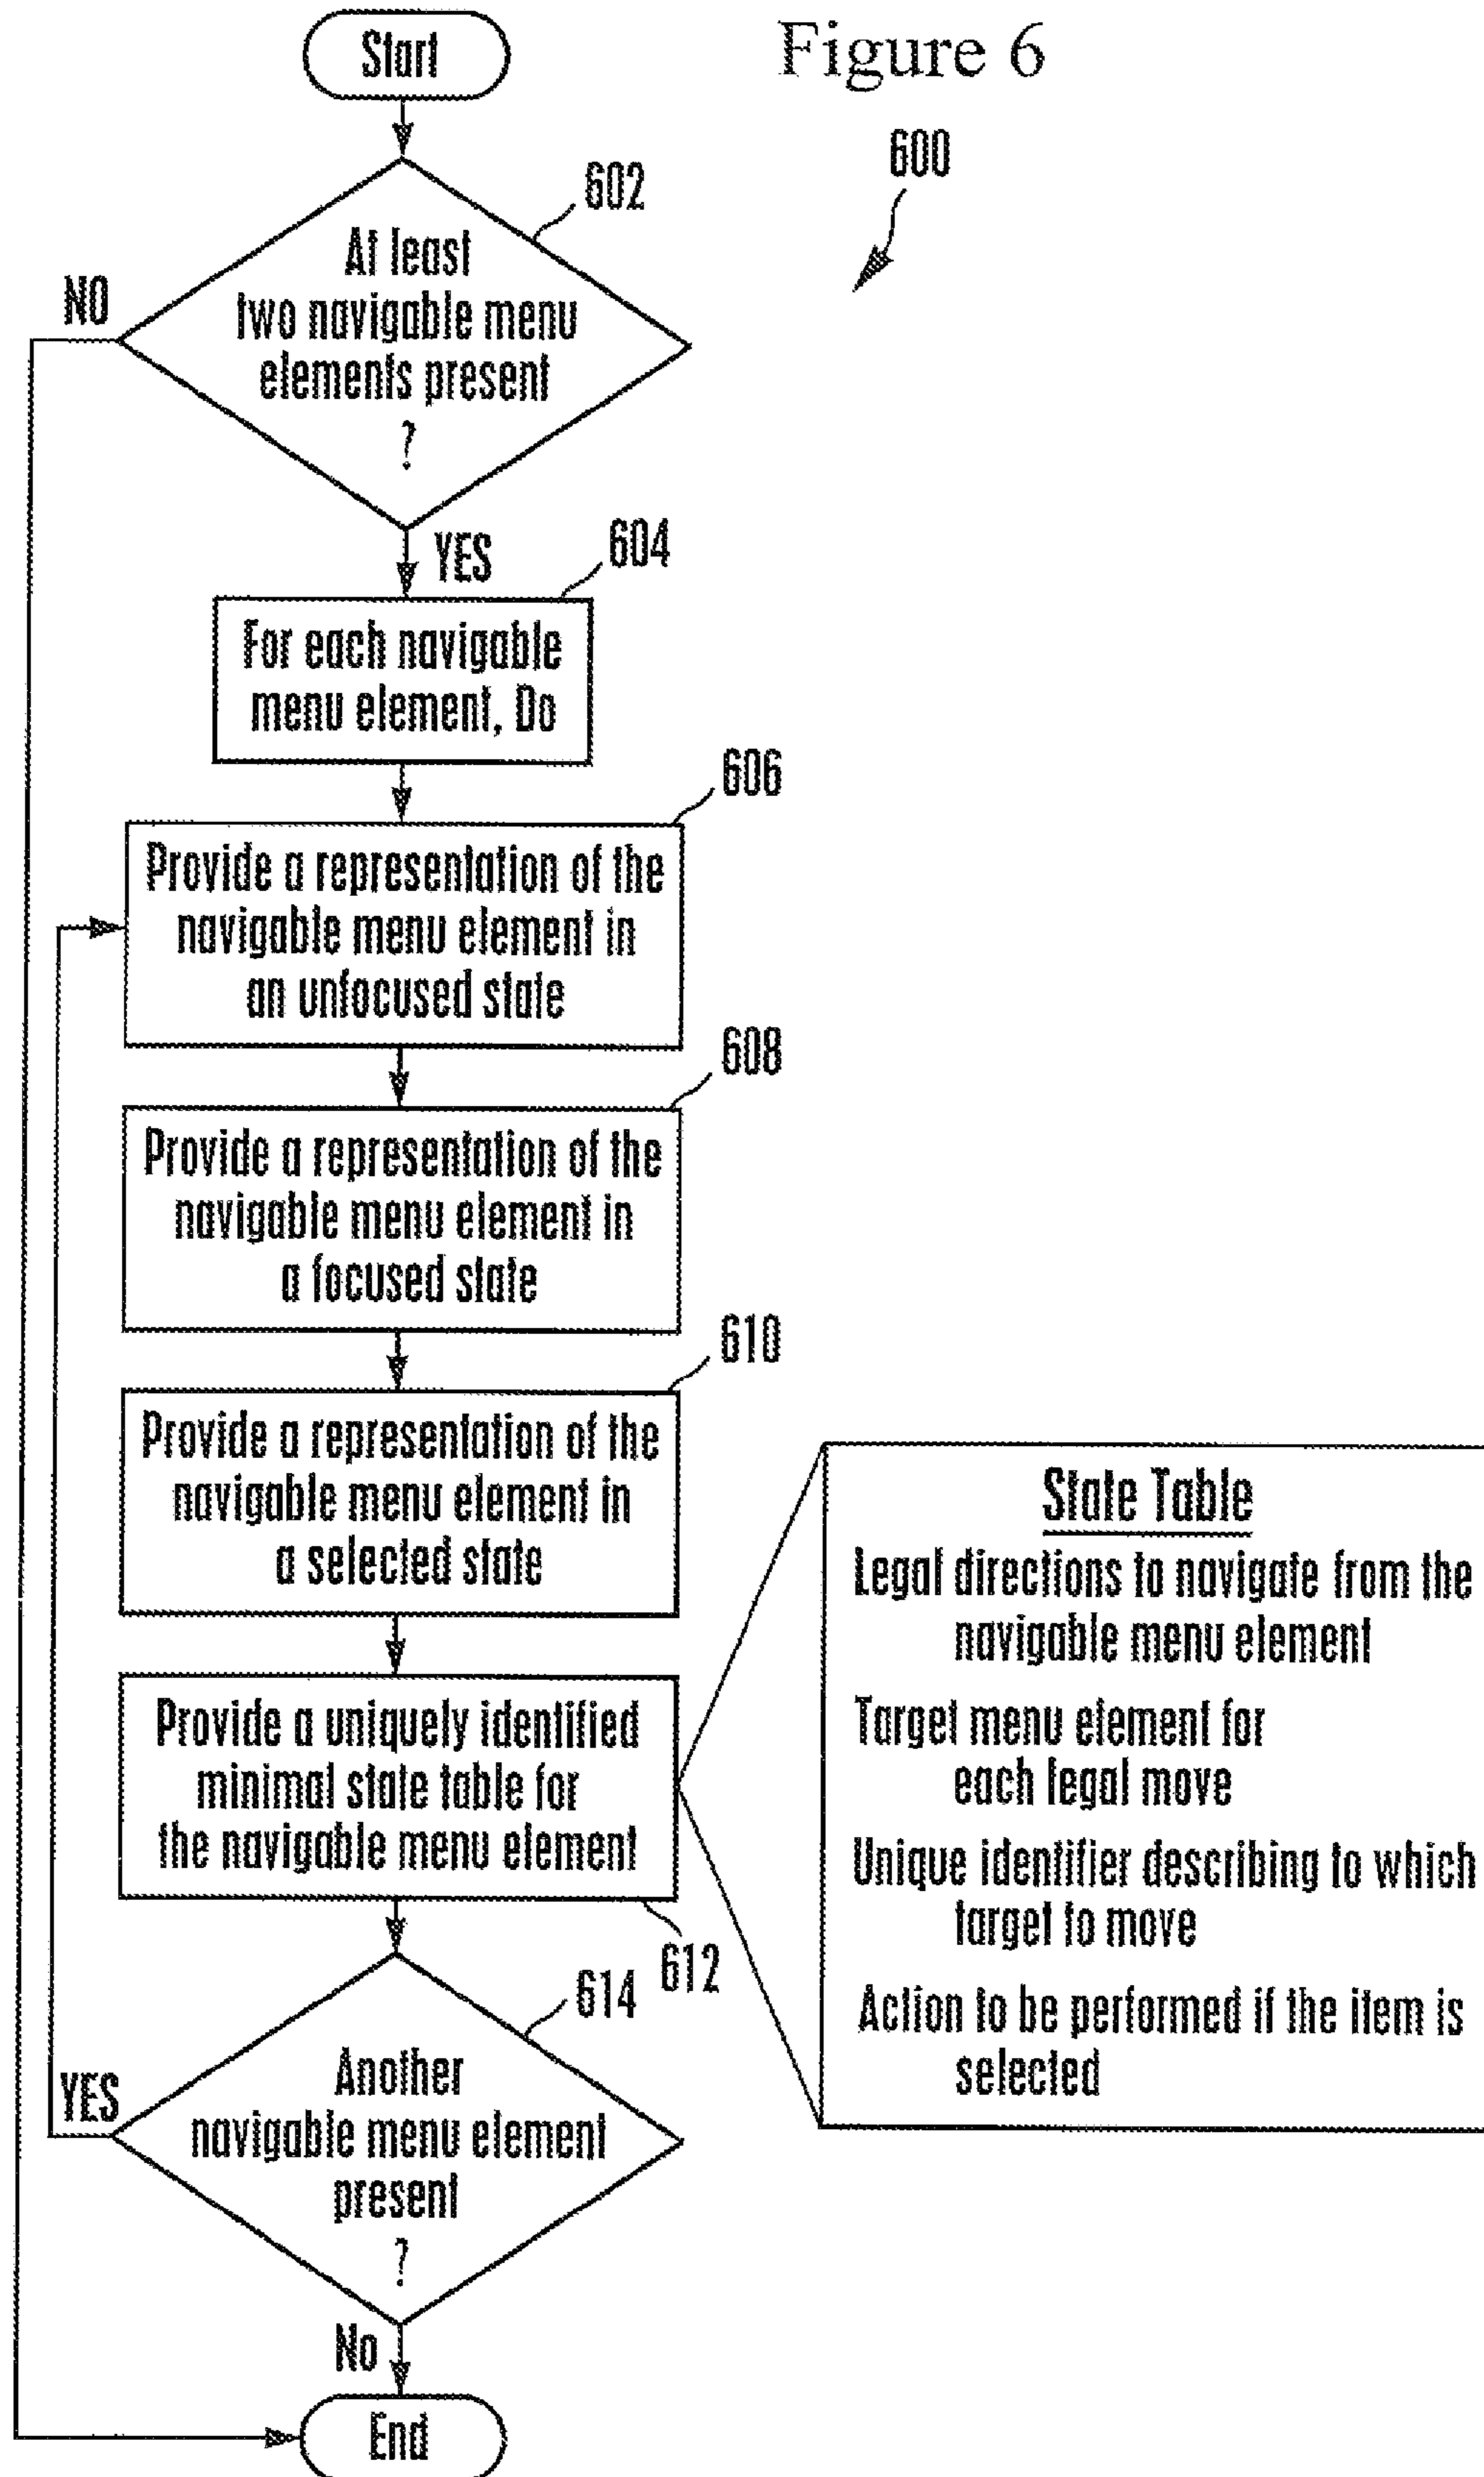 Start
Figure 6
600
602
At least
two navigable menu
elements present
?
NO
YES
604
For each navigable
menu element, Do
606
Provide a representation of the
navigable menu element in
an unfocused state
608
Provide a representation of the
navigable menu element in
a focused state
610
Provide a representation of the
navigable menu element in
a selected state
Provide a uniquely identified
minimal state table for
the navigable menu element
612
State Table
Legal directions to navigate from the
navigable menu element
Target menu element for
each legal move
Unique identifier describing to which
target to move
Action to be performed if the item is
selected
614
Another
navigable menu element
present
?
YES
No
End